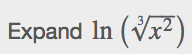 Expand ln (∛x²)